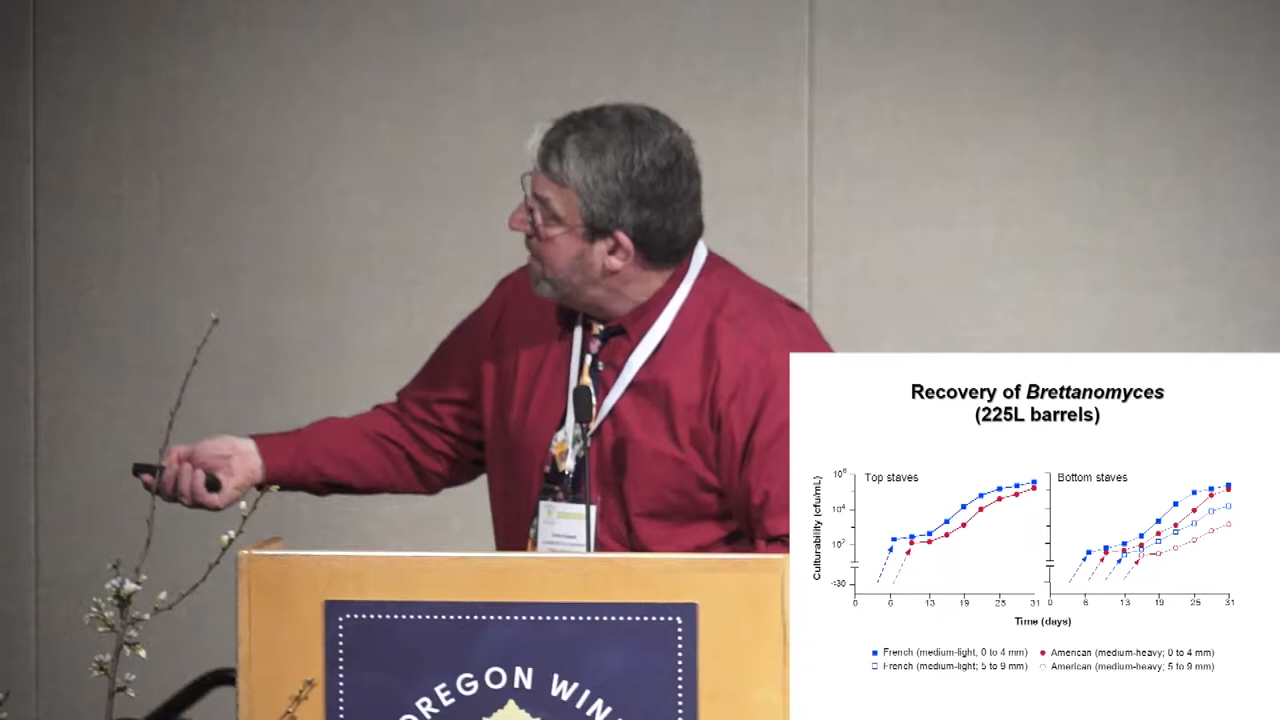 OREGON WIN
Recovery of Brettanomyces
(225L barrels)
Top staves
Bottom staves
Culturability (cfu/mL)
10⁶
10⁴
10²
<30
0 6 13 19 25 31
0 6 13 19 25 31
Time (days)
French (medium-light, 0 to 4 mm)
American (medium-heavy; 0 to 4 mm)
French (medium-light; 5 to 9 mm)
American (medium-heavy; 5 to 9 mm)